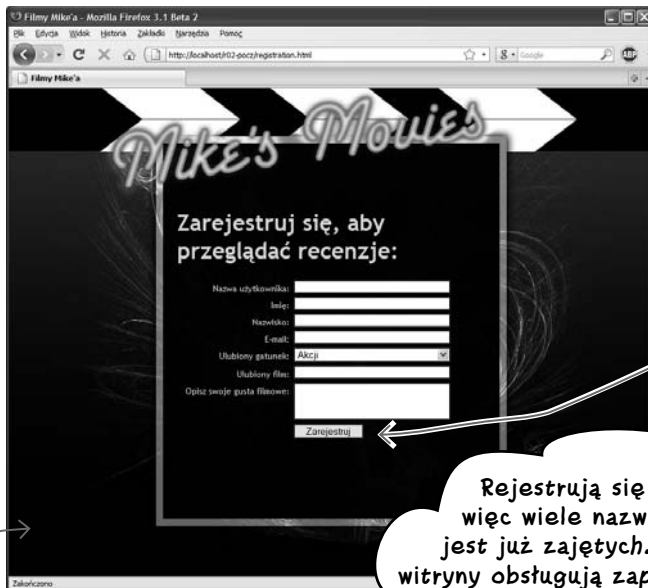 Filmy Mike'a - Mozilla Firefox 3.1 Beta 2
Plik Edycja Widok Historia Zakładki Narzędzia Pomoc
http://localhost/r02-pocz/registration.html
Google
ABP
Filmy Mike'a
Mike's Movies
Zarejestruj się, aby
przeglądać recenzje:
Nazwa użytkownika:
Imię:
Nazwisko:
E-mail:
Ulubiony gatunek: Akcji
Ulubiony film:
Opisz swoje gusta filmowe:
Zarejestruj
Rejestrują się
więc wiele nazw
jest już zajętych.
witryny obsługują zap
Zakończono